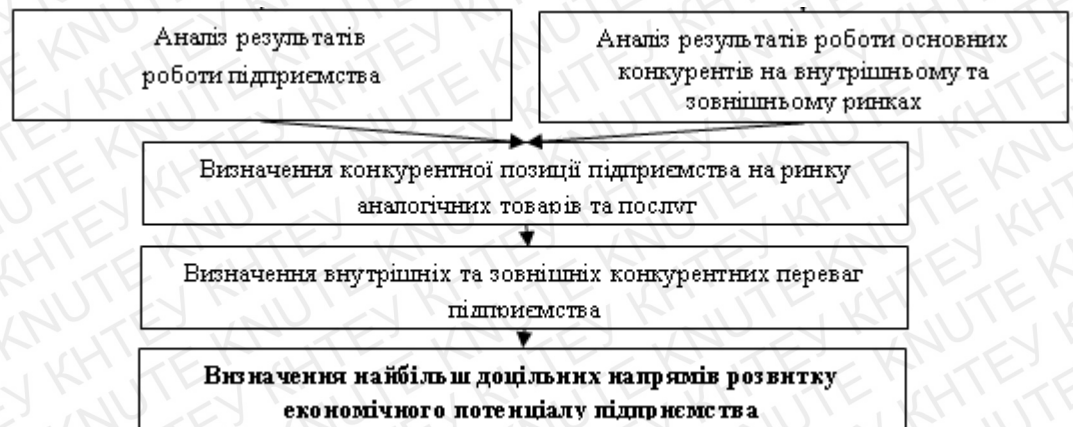 Аналіз результатів
роботи підприємства
Аналіз результатів роботи основних
конкурентів на внутрішньому та
зовнішньому ринках
Визначення конкурентної позиції підприємства на ринку
аналогічних товарів та послуг
Визначення внутрішніх та зовнішніх конкурентних переваг
підприємства
Визначення найбільш доцільних напрямів розвитку
економічного потенціалу підприємства